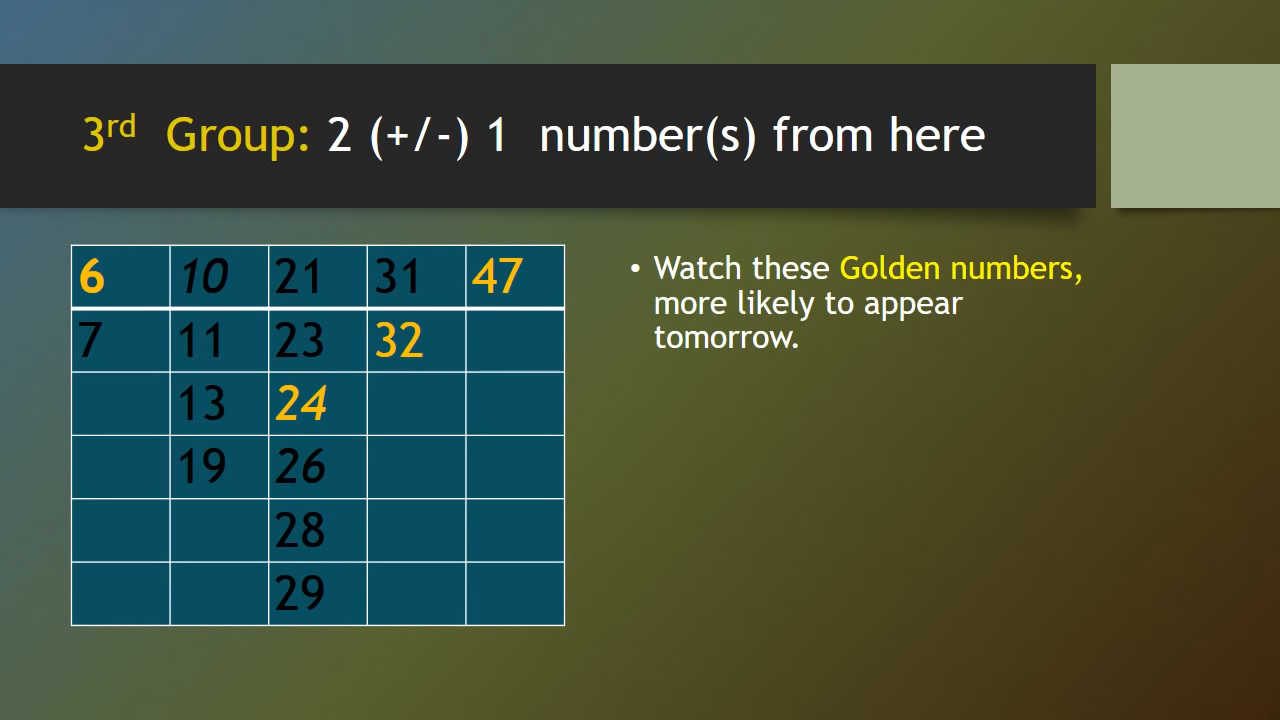 3rd Group: 2 (+/-) 1 number(s) from here
6 10 21 31 47
7 11 23 32
13 24
19 26
28
29
• Watch these Golden numbers,
more likely to appear
tomorrow.